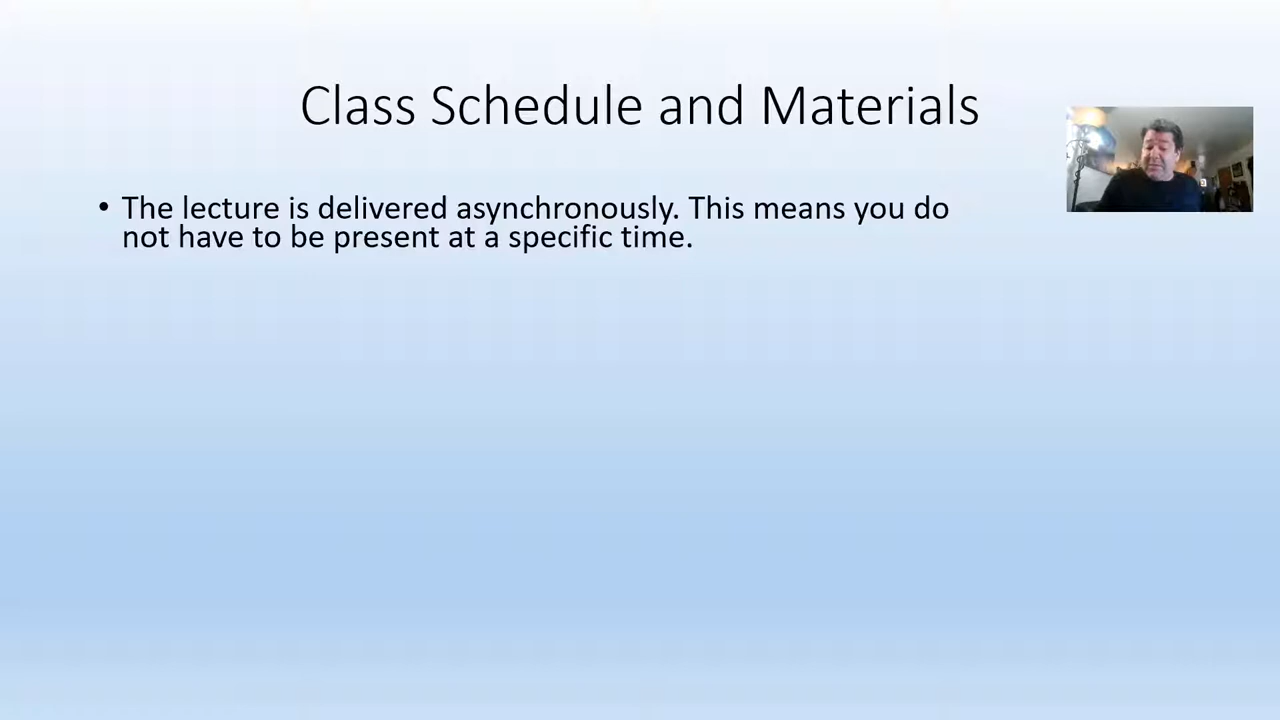 Class Schedule and Materials
• The lecture is delivered asynchronously. This means you do
not have to be present at a specific time.